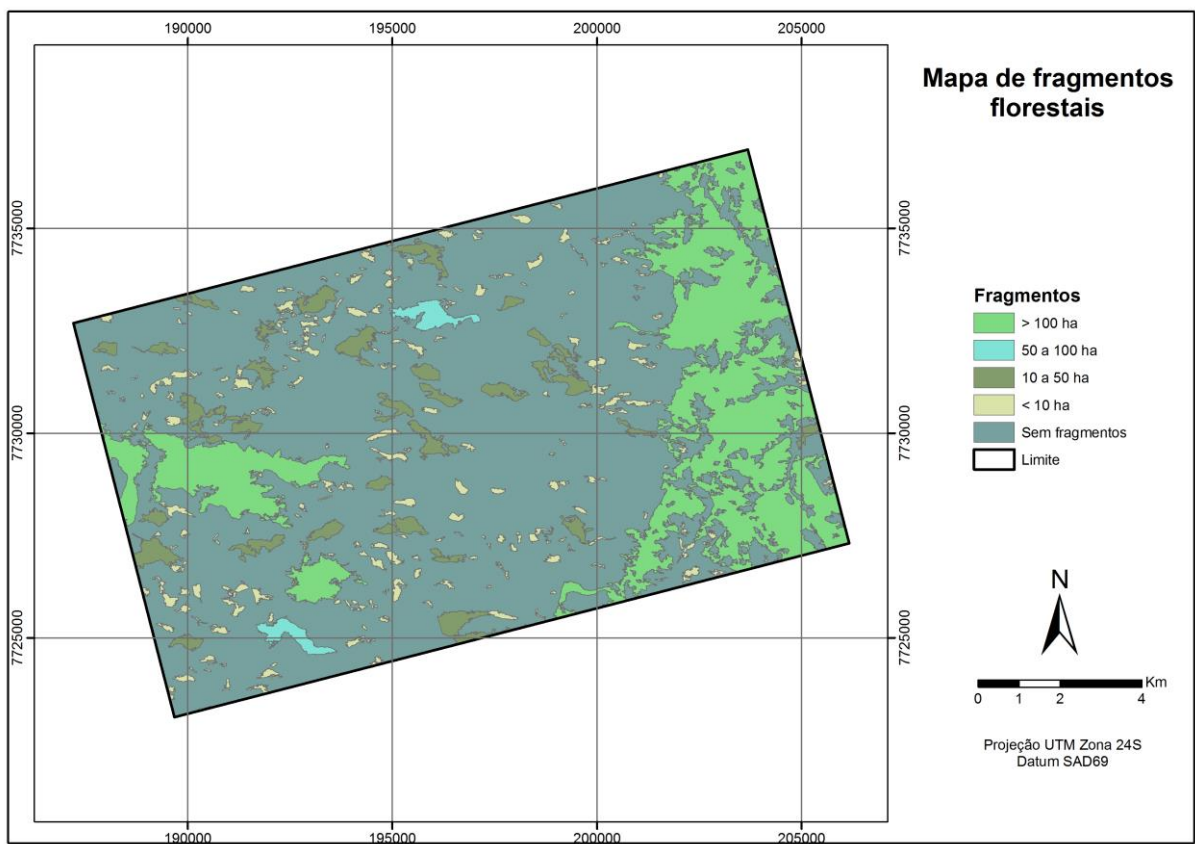 190000 195000 200000 205000
Mapa de fragmentos
florestais
7735000 7735000
7730000 7730000
7725000 7725000
190000 195000 200000 205000
Fragmentos
> 100 ha
50 a 100 ha
10 a 50 ha
< 10 ha
Sem fragmentos
Limite
N
Km
0 1 2 4
Projeção UTM Zona 24S
Datum SAD69